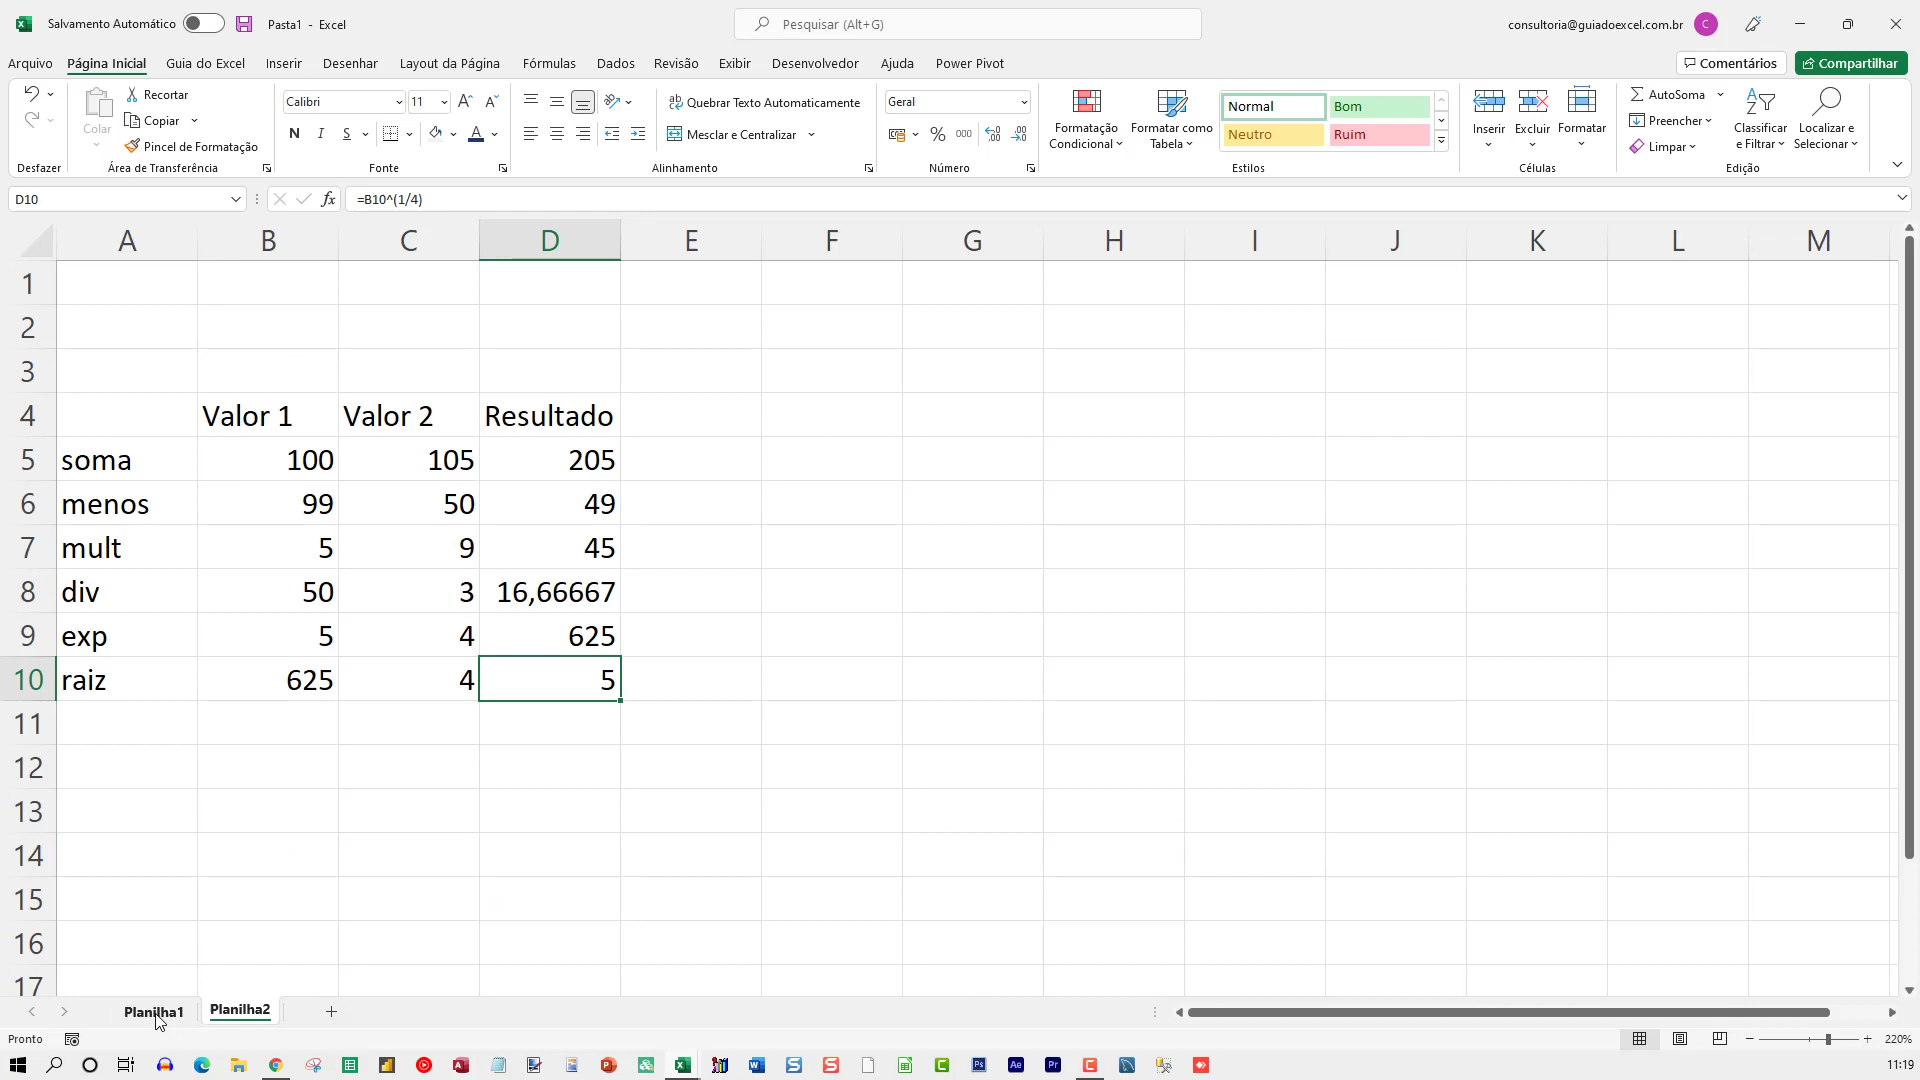 Salvamento Automático
Pasta1 - Excel
Pesquisar (Alt+G)
consultoria@guiadoexcel.com.br
C
Arquivo Página Inicial Guia do Excel Inserir Desenhar Layout da Página Fórmulas Dados Revisão Exibir Desenvolvedor Ajuda Power Pivot
Comentários
Compartilhar
Desfazer
Colar
Recortar
Copiar
Pincel de Formatação
Área de Transferência
Calibri 11
N I S
A
Fonte
ab
Quebrar Texto Automaticamente
Mesclar e Centralizar
Alinhamento
Geral
% 000
Número
Formatação Condicional
Formatar como Tabela
Normal Bom
Neutro Ruim
Estilos
Inserir Excluir Formatar
Células
AutoSoma
Preencher
Limpar
Classificar e Filtrar
Localizar e Selecionar
Edição
D10 fx =B10^(1/4)
A B C D E F G H I J K L M
1
2
3
4 Valor 1 Valor 2 Resultado
5 soma 100 105 205
6 menos 99 50 49
7 mult 5 9 45
8 div 50 3 16,66667
9 exp 5 4 625
10 raiz 625 4 5
11
12
13
14
15
16
17
Planilha1 Planilha2
Pronto
220%
11:19